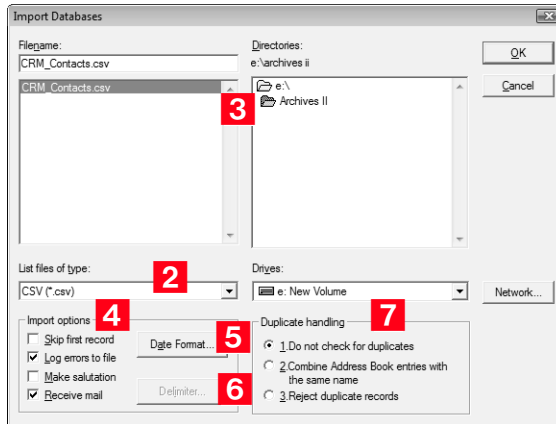 Import Databases
Filename:
CRM_Contacts.csv
CRM_Contacts.csv
3
Directories:
e:\archives ii
e:\
Archives II
OK
Cancel
List files of type:
2
CSV (*.csv)
Drives:
e: New Volume
Network...
4
Import options
Skip first record
Log errors to file
Make salutation
Receive mail
Date Format...
5
Delimiter...
6
7
Duplicate handling
1.Do not check for duplicates
2.Combine Address Book entries with
the same name
3.Reject duplicate records